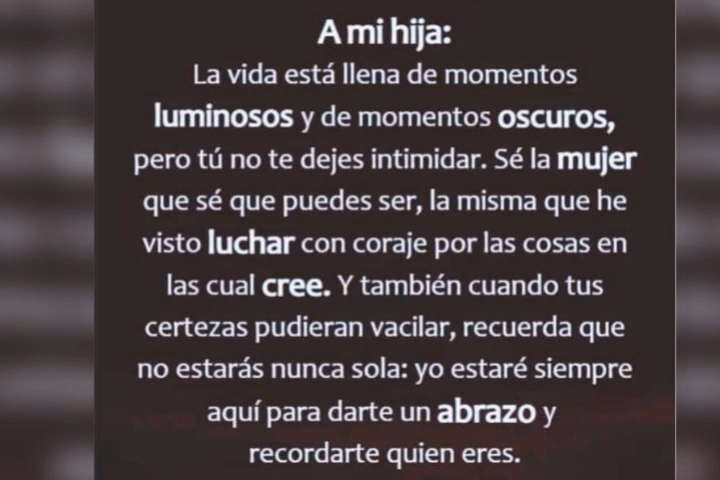 A mi hija:
La vida está llena de momentos
luminosos y de momentos oscuros,
pero tú no te dejes intimidar. Sé la mujer
que sé que puedes ser, la misma que he
visto luchar con coraje por las cosas en
las cual cree. Y también cuando tus
certezas pudieran vacilar, recuerda que
no estarás nunca sola: yo estaré siempre
aquí para darte un abrazo y
recordarte quien eres.